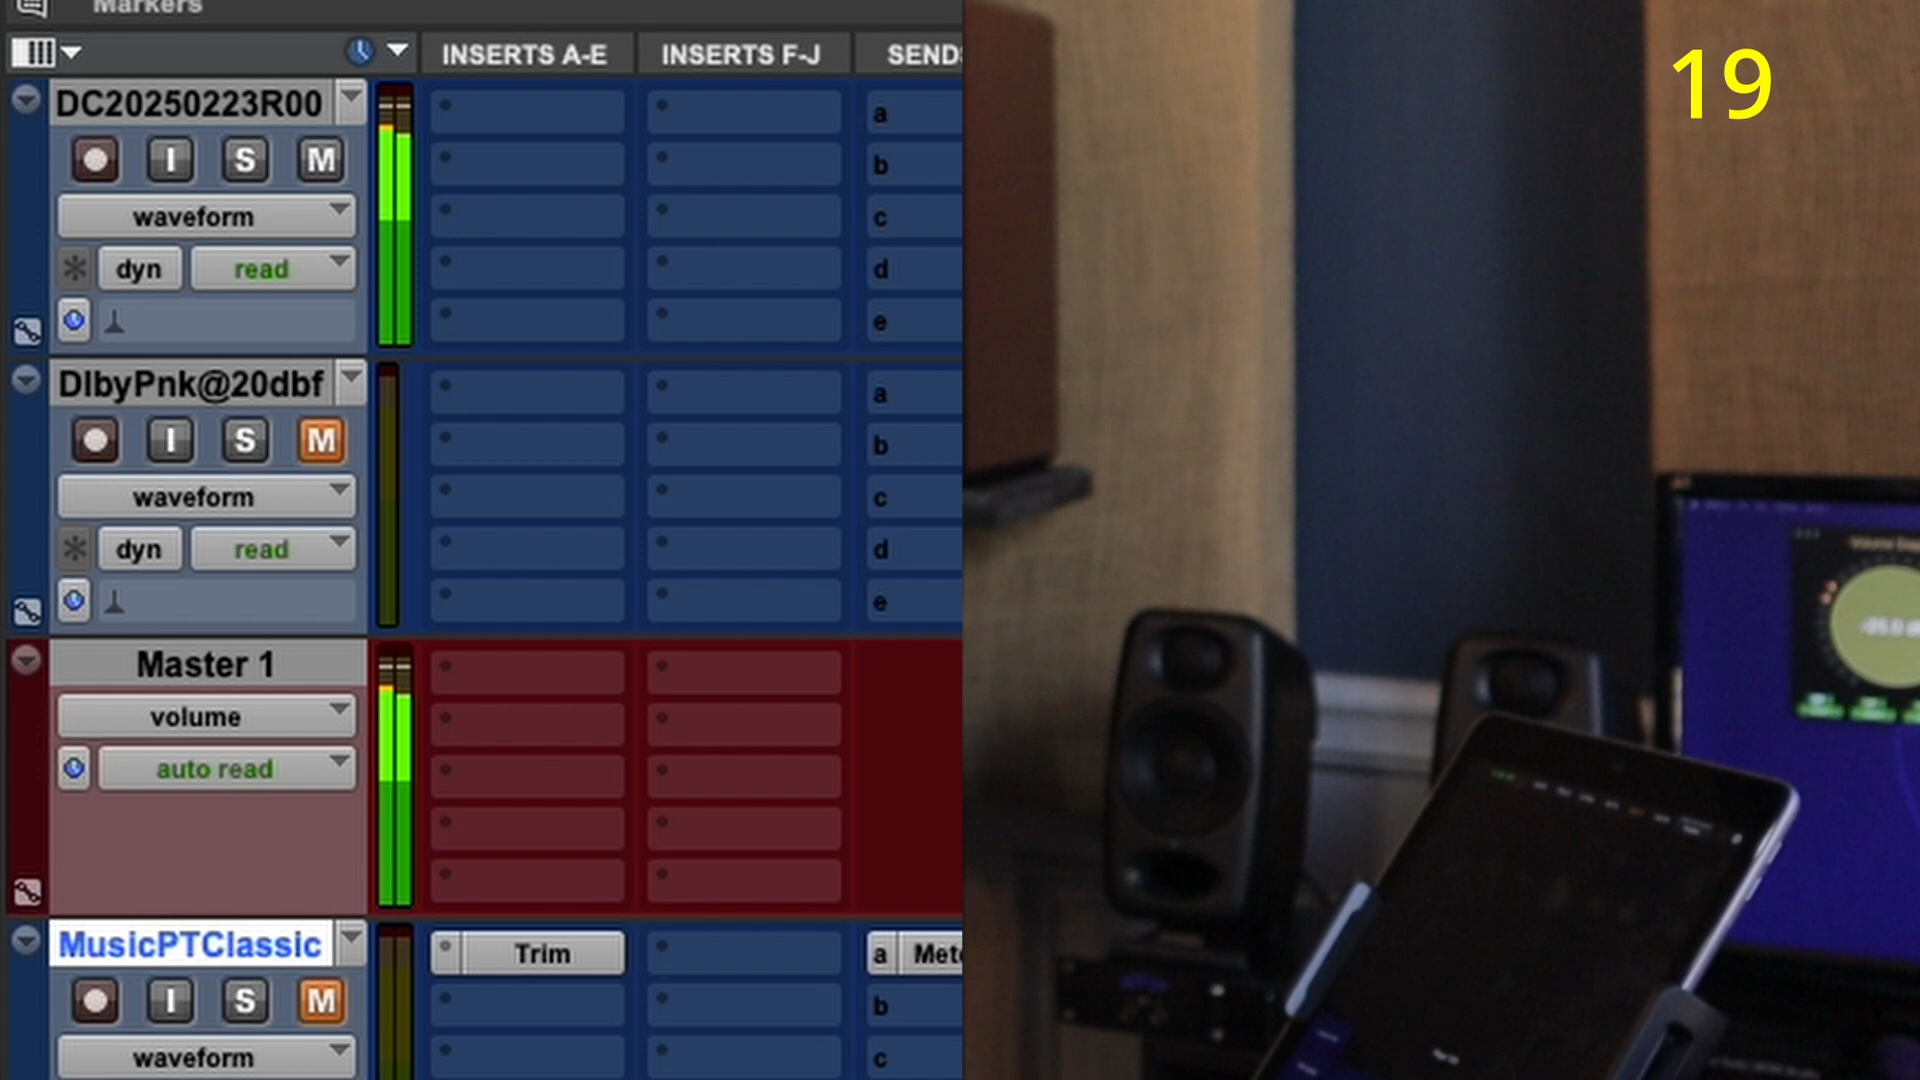 Markers
INSERTS A-E INSERTS F-J SEND
DC20250223R00
I S M
waveform
dyn read
a
b
c
d
e
DlbyPnk@20dbf
I S M
waveform
dyn read
a
b
c
d
e
Master 1
volume
auto read
MusicPTClassic
Trim
a Met
I S M
b
waveform
c
19